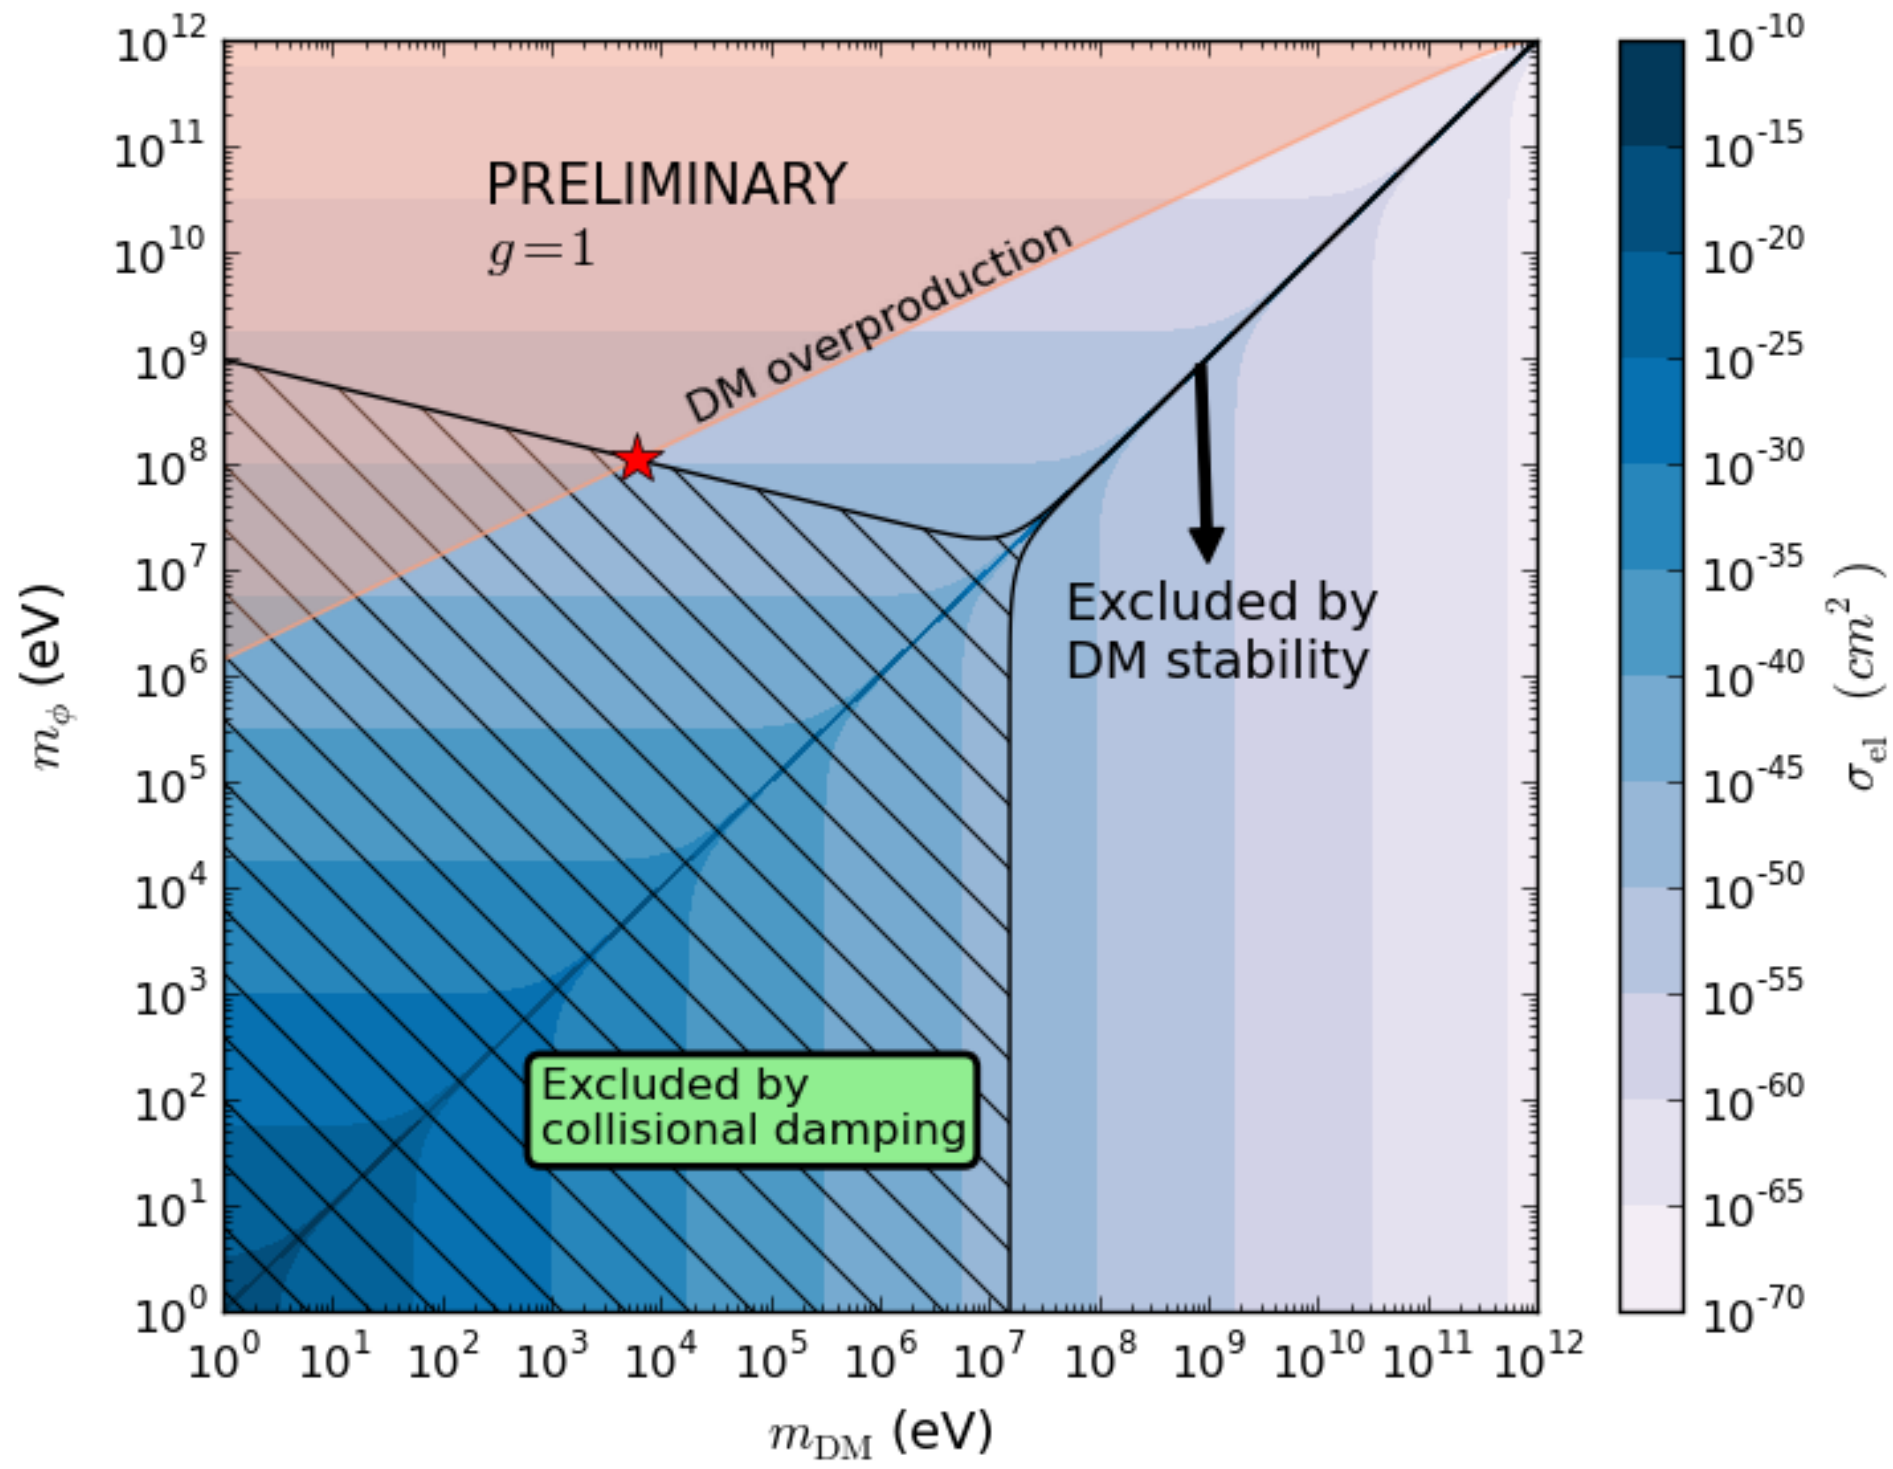 PRELIMINARY
g=1
DM overproduction
Excluded by
DM stability
Excluded by
collisional damping
10^12
10^11
10^10
10^9
10^8
10^7
10^6
10^5
10^4
10^3
10^2
10^1
10^0
m_ϕ (eV)
10^0 10^1 10^2 10^3 10^4 10^5 10^6 10^7 10^8 10^9 10^10 10^11 10^12
m_DM (eV)
10^-10
10^-15
10^-20
10^-25
10^-30
10^-35
10^-40
10^-45
10^-50
10^-55
10^-60
10^-65
10^-70
σ_el (cm^2)